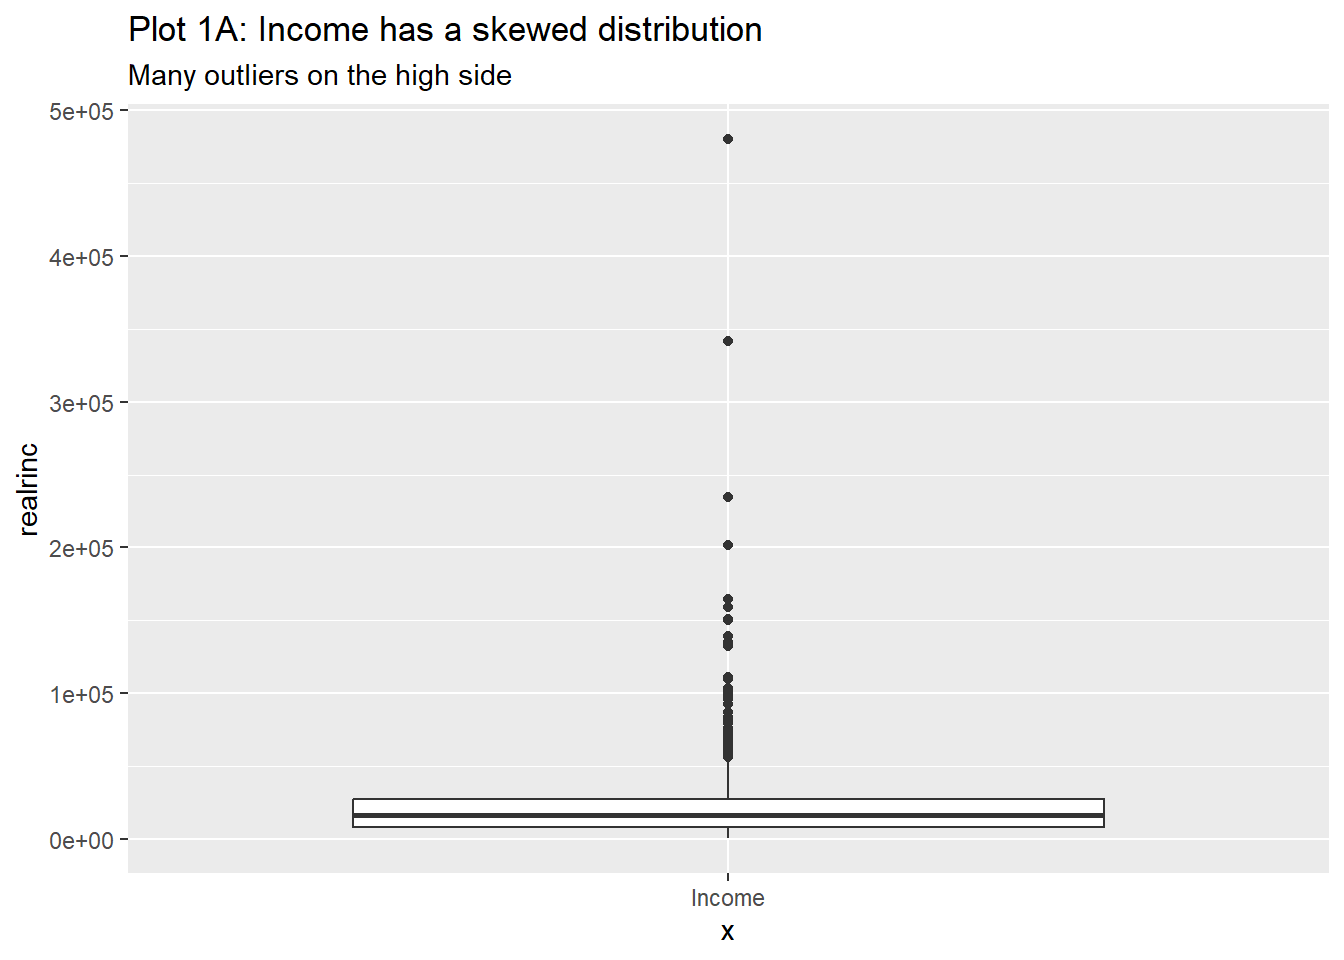 Plot 1A: Income has a skewed distribution
Many outliers on the high side
5e+05
4e+05
3e+05
2e+05
1e+05
0e+00
realrinc
Income
x